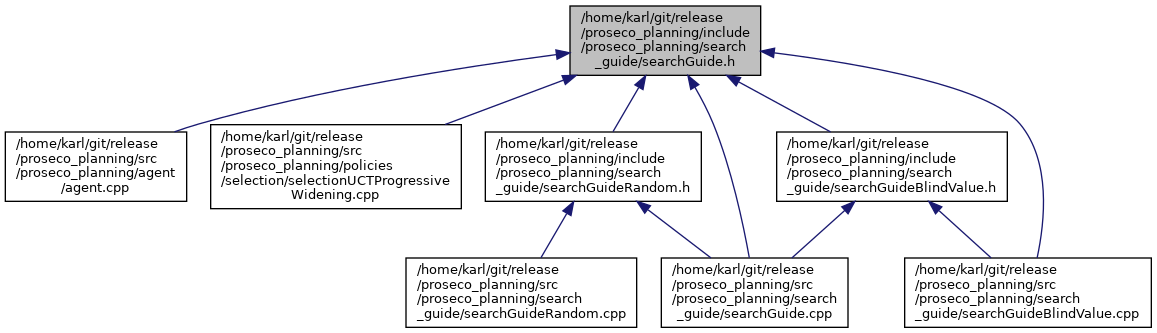 /home/karl/git/release
/proseco_planning/include
/proseco_planning/search
_guide/searchGuide.h
/home/karl/git/release
/proseco_planning/src
/proseco_planning/agent
/agent.cpp
/home/karl/git/release
/proseco_planning/src
/proseco_planning/policies
/selection/selectionUCTProgressive
Widening.cpp
/home/karl/git/release
/proseco_planning/include
/proseco_planning/search
_guide/searchGuideRandom.h
/home/karl/git/release
/proseco_planning/include
/proseco_planning/search
_guide/searchGuideBlindValue.h
/home/karl/git/release
/proseco_planning/src
/proseco_planning/search
_guide/searchGuideRandom.cpp
/home/karl/git/release
/proseco_planning/src
/proseco_planning/search
_guide/searchGuide.cpp
/home/karl/git/release
/proseco_planning/src
/proseco_planning/search
_guide/searchGuideBlindValue.cpp